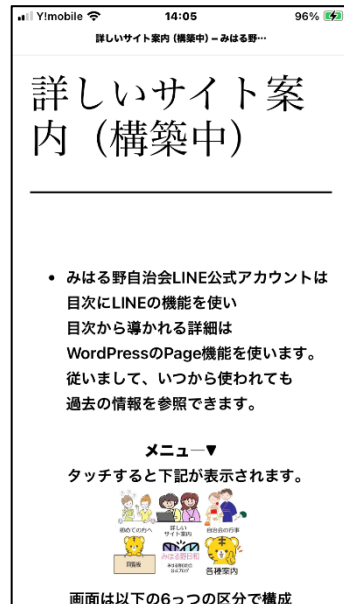 Y!mobile 14:05 96%
詳しいサイト案内 (構築中) – みはる野…
詳しいサイト案
内（構築中）
• みはる野自治会LINE公式アカウントは
目次にLINEの機能を使い
目次から導かれる詳細は
WordPressのPage機能を使います。
従いまして、いつから使われても
過去の情報を参照できます。
メニュー▼
タッチすると下記が表示されます。
初めての方へ 詳しい 自治会の行事
サイト案内
回覧板 みはる野日和 各種案内
画面は以下の6っつの区分で構成